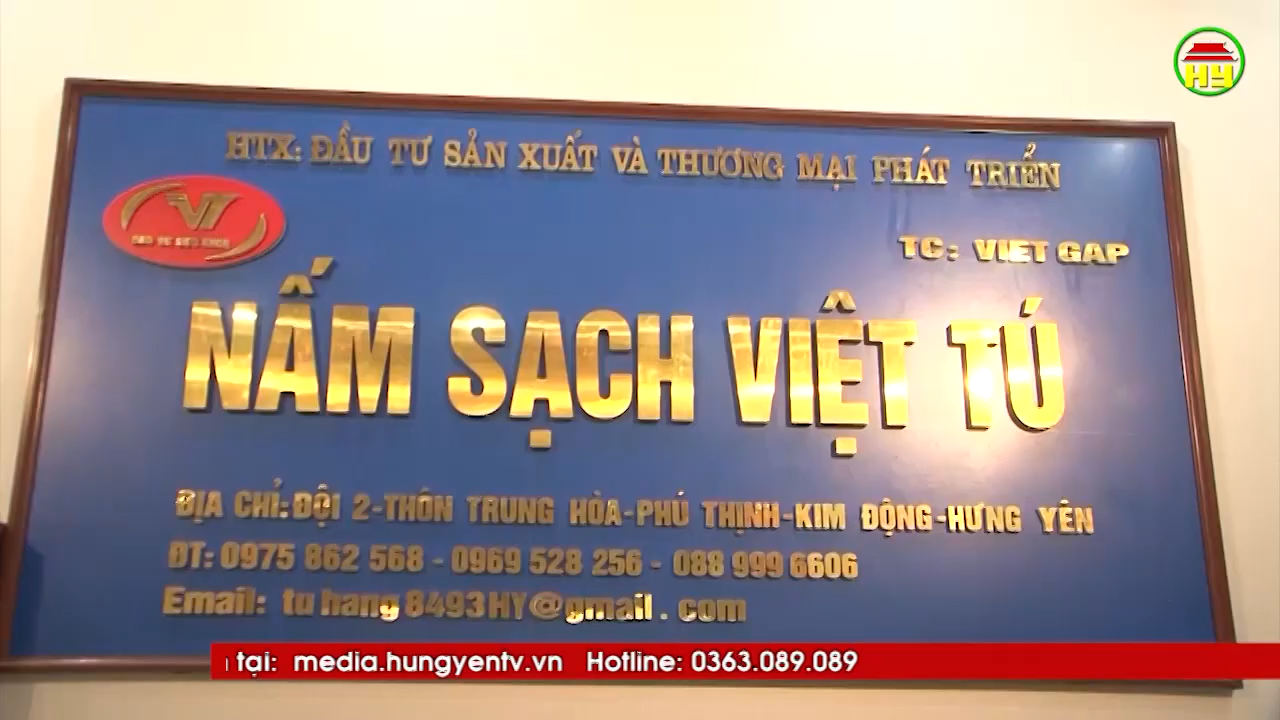 HY
HTX: ĐẦU TƯ SẢN XUẤT VÀ THƯƠNG MẠI PHÁT TRIỂN
VT
TC: VIET GAP
NẤM SẠCH VIỆT TÚ
ĐỊA CHỈ: ĐỘI 2-THÔN TRUNG HÒA-PHÚ THỊNH-KIM ĐỘNG-HƯNG YÊN
ĐT: 0975 862 568 - 0969 528 256 - 088 999 6606
Email: tu hang 8493HY@gmail . com
tại: media.hungyentv.vn Hotline: 0363.089.089